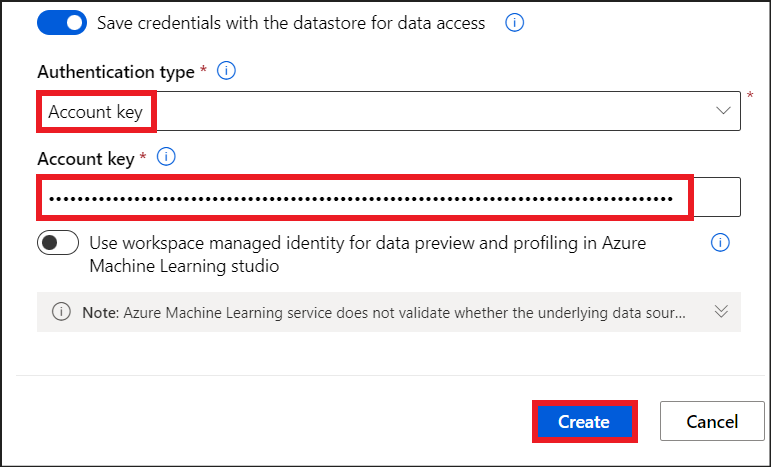 Save credentials with the datastore for data access
Authentication type *
Account key
*
Account key *
••••••••••••••••••••••••••••••••••••••••••••••••••••••••••••••••••••••••••••••••••••••••
Use workspace managed identity for data preview and profiling in Azure
Machine Learning studio
Note: Azure Machine Learning service does not validate whether the underlying data sour...
Create Cancel